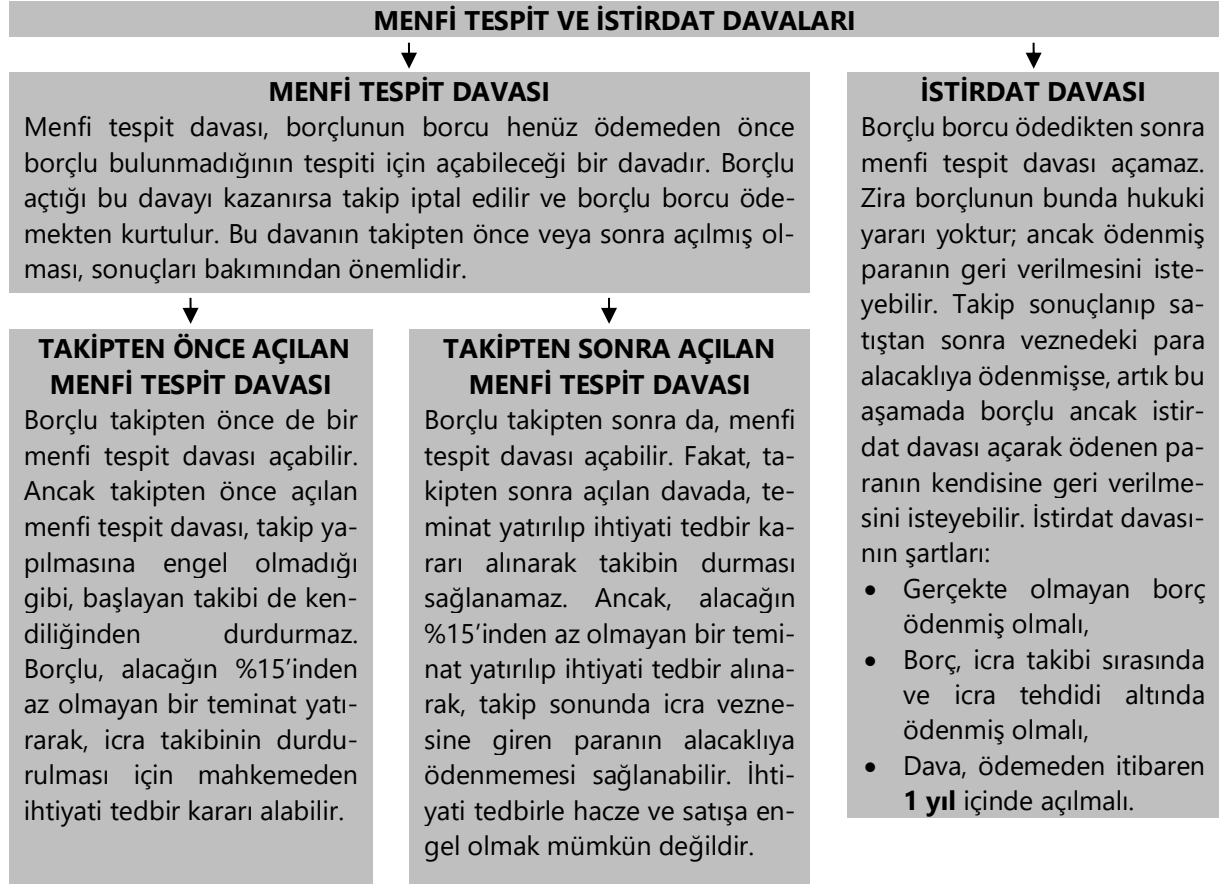 MENFİ TESPİT VE İSTİRDAT DAVALARI
MENFİ TESPİT DAVASI
Menfi tespit davası, borçlunun borcu henüz ödemeden önce
borçlu bulunmadığının tespiti için açabileceği bir davadır. Borçlu
açtığı bu davayı kazanırsa takip iptal edilir ve borçlu borcu öde-
mekten kurtulur. Bu davanın takipten önce veya sonra açılmış ol-
ması, sonuçları bakımından önemlidir.
TAKİPTEN ÖNCE AÇILAN
MENFİ TESPİT DAVASI
Borçlu takipten önce de bir
menfi tespit davası açabilir.
Ancak takipten önce açılan
menfi tespit davası, takip ya-
pılmasına engel olmadığı
gibi, başlayan takibi de ken-
diliğinden durdurmaz.
Borçlu, alacağın %15’inden
az olmayan bir teminat yatı-
rarak, icra takibinin durdu-
rulması için mahkemeden
ihtiyati tedbir kararı alabilir.
TAKİPTEN SONRA AÇILAN
MENFİ TESPİT DAVASI
Borçlu takipten sonra da, menfi
tespit davası açabilir. Fakat, ta-
kipten sonra açılan davada, te-
minat yatırılıp ihtiyati tedbir ka-
rarı alınarak takibin durması
sağlanamaz. Ancak, alacağın
%15’inden az olmayan bir temi-
nat yatırılıp ihtiyati tedbir alına-
rak, takip sonunda icra vezne-
sine giren paranın alacaklıya
ödenmemesi sağlanabilir. İhti-
yati tedbirle hacze ve satışa en-
gel olmak mümkün değildir.
İSTİRDAT DAVASI
Borçlu borcu ödedikten sonra
menfi tespit davası açamaz.
Zira borçlunun bunda hukuki
yararı yoktur; ancak ödenmiş
paranın geri verilmesini iste-
yebilir. Takip sonuçlanıp sa-
tıştan sonra veznedeki para
alacaklıya ödenmişse, artık bu
aşamada borçlu ancak istir-
dat davası açarak ödenen pa-
ranın kendisine geri verilme-
sini isteyebilir. İstirdat davası-
nın şartları:
• Gerçekte olmayan borç
ödenmiş olmalı,
• Borç, icra takibi sırasında
ve icra tehdidi altında
ödenmiş olmalı,
• Dava, ödemeden itibaren
1 yıl içinde açılmalı.